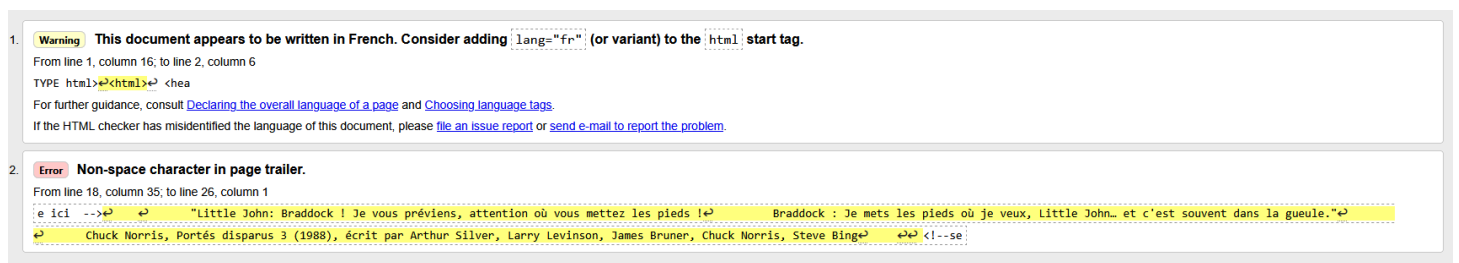 1. Warning This document appears to be written in French. Consider adding lang="fr" (or variant) to the html start tag.
From line 1, column 16; to line 2, column 6
TYPE html>↩<html>↩ <hea
For further guidance, consult Declaring the overall language of a page and Choosing language tags.
If the HTML checker has misidentified the language of this document, please file an issue report or send e-mail to report the problem.
2. Error Non-space character in page trailer.
From line 18, column 35; to line 26, column 1
e ici -->↩ ↩ "Little John: Braddock ! Je vous préviens, attention où vous mettez les pieds !↩ Braddock : Je mets les pieds où je veux, Little John… et c'est souvent dans la gueule."↩
↩ Chuck Norris, Portés disparus 3 (1988), écrit par Arthur Silver, Larry Levinson, James Bruner, Chuck Norris, Steve Bing↩ ↩↩ <!--se